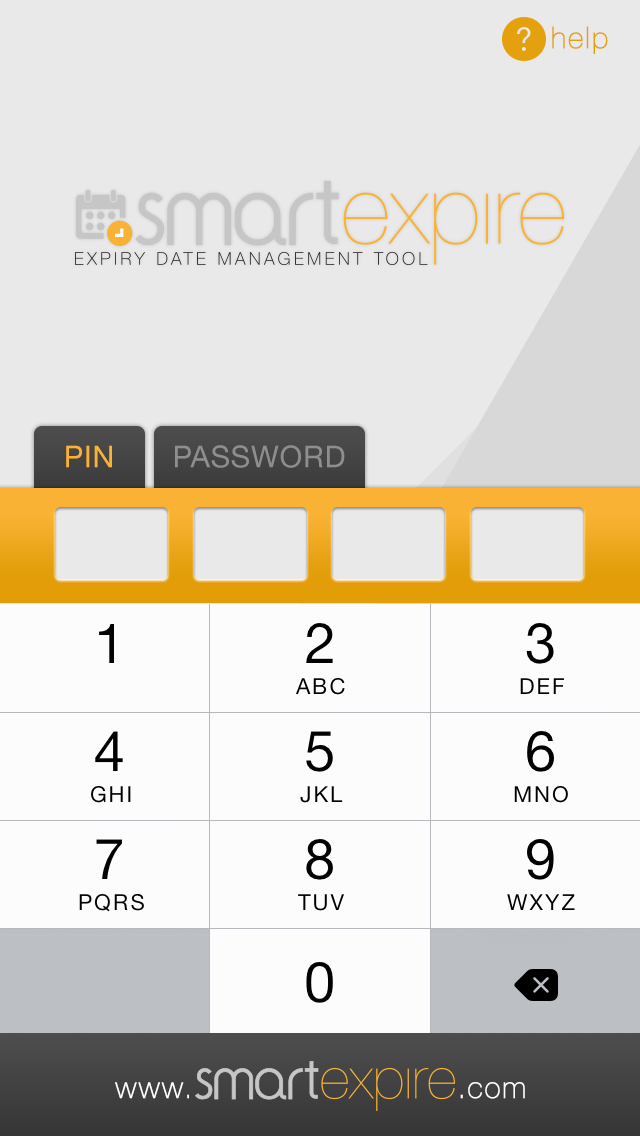 ? help
smartexpire
EXPIRY DATE MANAGEMENT TOOL
PIN PASSWORD
1 2 3
ABC DEF
4 5 6
GHI JKL MNO
7 8 9
PQRS TUV WXYZ
0
www.smartexpire.com